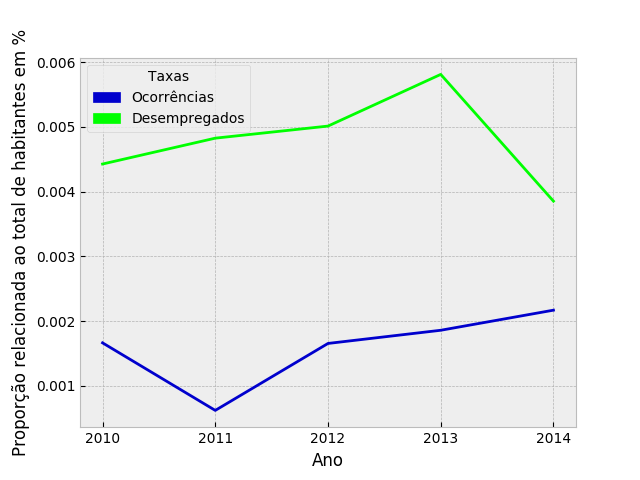 Proporção relacionada ao total de habitantes em %
0.006
0.005
0.004
0.003
0.002
0.001
Taxas
Ocorrências
Desempregados
2010 2011 2012 2013 2014
Ano